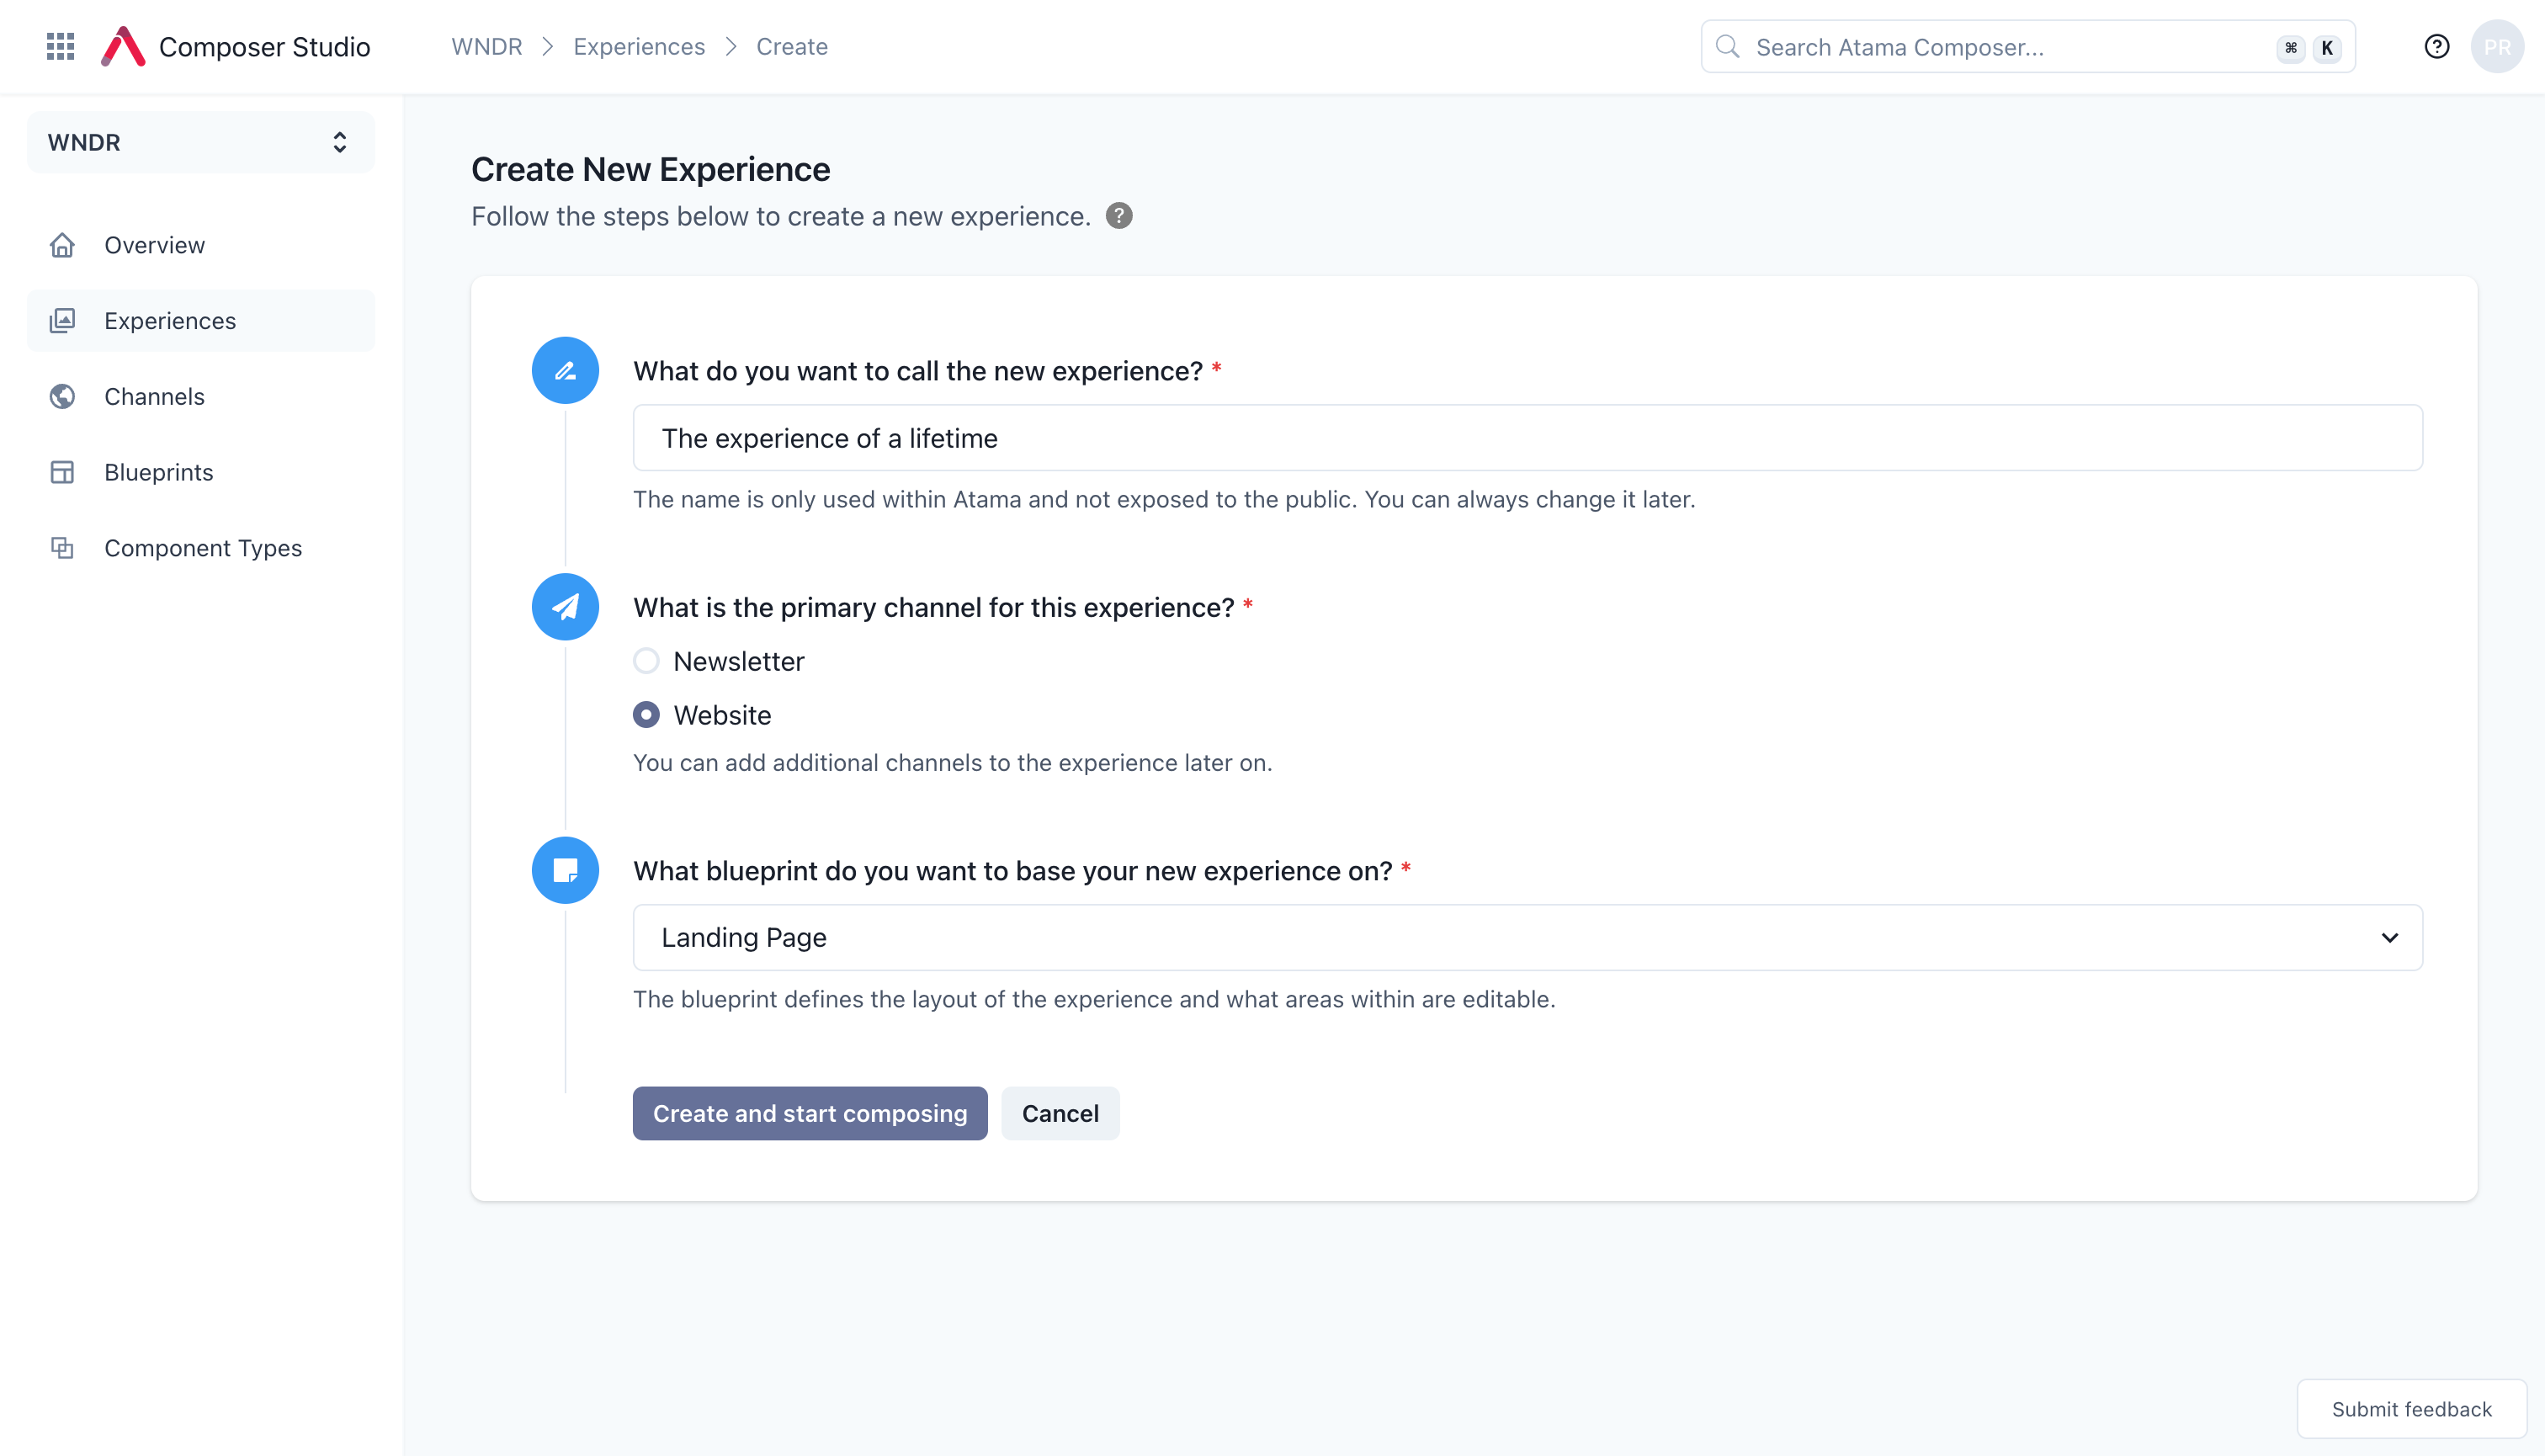 Composer Studio
WNDR > Experiences > Create
Search Atama Composer...
⌘ K
PR
WNDR
Overview
Experiences
Channels
Blueprints
Component Types
Create New Experience
Follow the steps below to create a new experience. ?
What do you want to call the new experience? *
The experience of a lifetime
The name is only used within Atama and not exposed to the public. You can always change it later.
What is the primary channel for this experience? *
Newsletter
Website
You can add additional channels to the experience later on.
What blueprint do you want to base your new experience on? *
Landing Page
The blueprint defines the layout of the experience and what areas within are editable.
Create and start composing
Cancel
Submit feedback